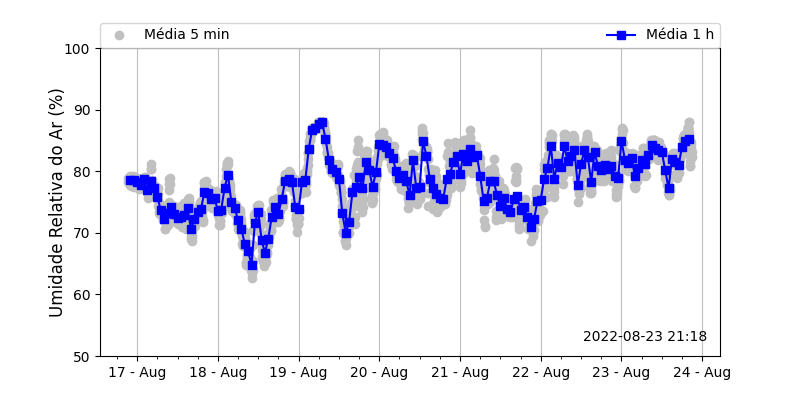 Média 5 min
Média 1 h
Umidade Relativa do Ar (%)
100
90
80
70
60
50
2022-08-23 21:18
17 - Aug
18 - Aug
19 - Aug
20 - Aug
21 - Aug
22 - Aug
23 - Aug
24 - Aug